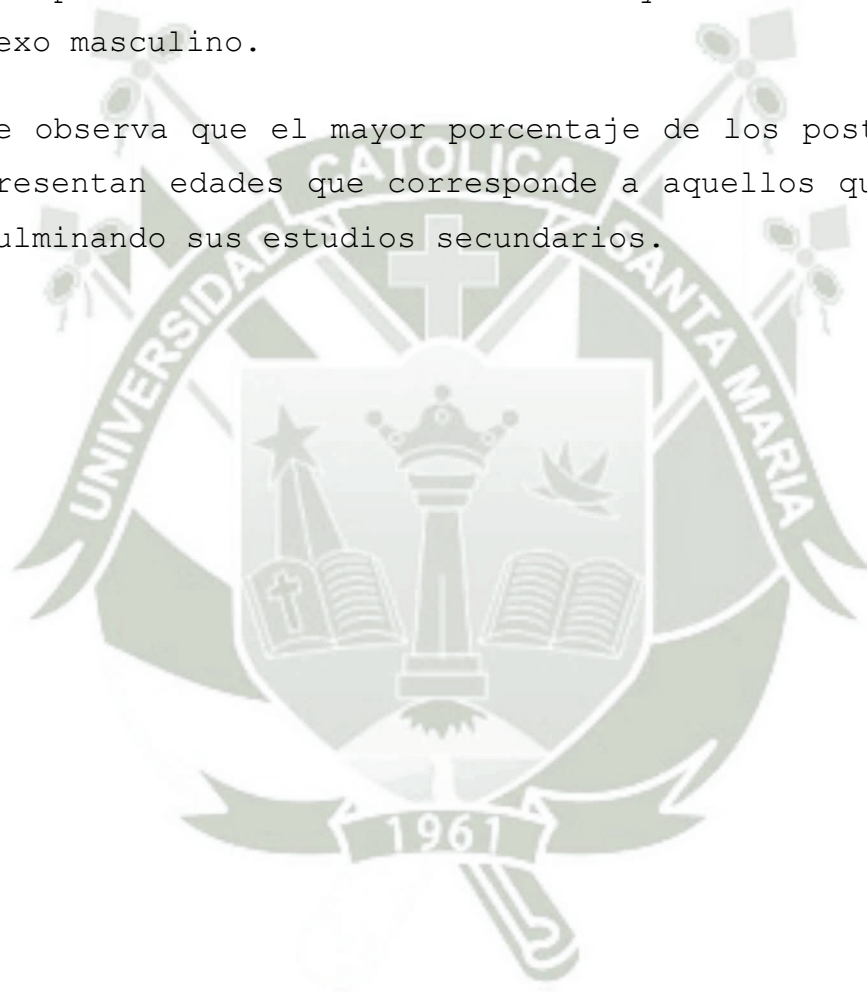 exo masculino.
e observa que el mayor porcentaje de los post
resentan edades que corresponde a aquellos qu
ulminando sus estudios secundarios.
UNIVERSIDAD CATOLICA SANTA MARIA
1961